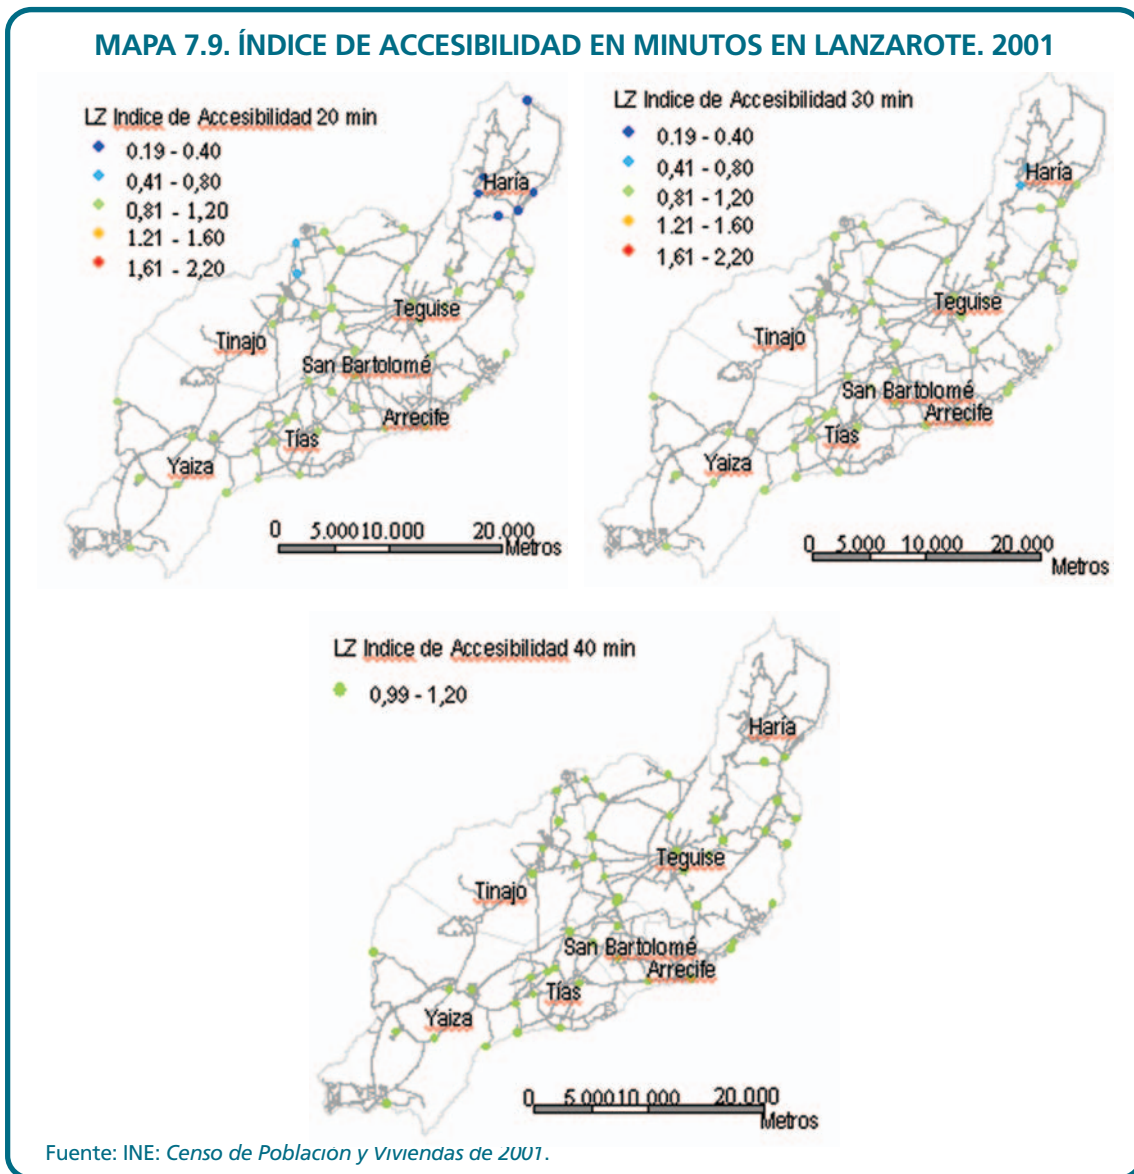 MAPA 7.9. ÍNDICE DE ACCESIBILIDAD EN MINUTOS EN LANZAROTE. 2001
LZ Indice de Accesibilidad 20 min
0.19 - 0.40
0,41 - 0,80
0,81 - 1,20
1.21 - 1.60
1,61 - 2,20
Haría
Teguise
Tinajo
San Bartolomé
Arrecife
Tías
Yaiza
0 5.000 10.000 20.000
Metros
LZ Indice de Accesibilidad 30 min
0.19 - 0.40
0,41 - 0,80
0,81 - 1,20
1.21 - 1.60
1,61 - 2,20
Haría
Teguise
Tinajo
San Bartolomé
Arrecife
Tías
Yaiza
0 5.000 10.000 20.000
Metros
LZ Indice de Accesibilidad 40 min
0,99 - 1,20
Haría
Teguise
Tinajo
San Bartolomé
Arrecife
Tías
Yaiza
0 5.000 10.000 20.000
Metros
Fuente: INE: Censo de Población y Viviendas de 2001.